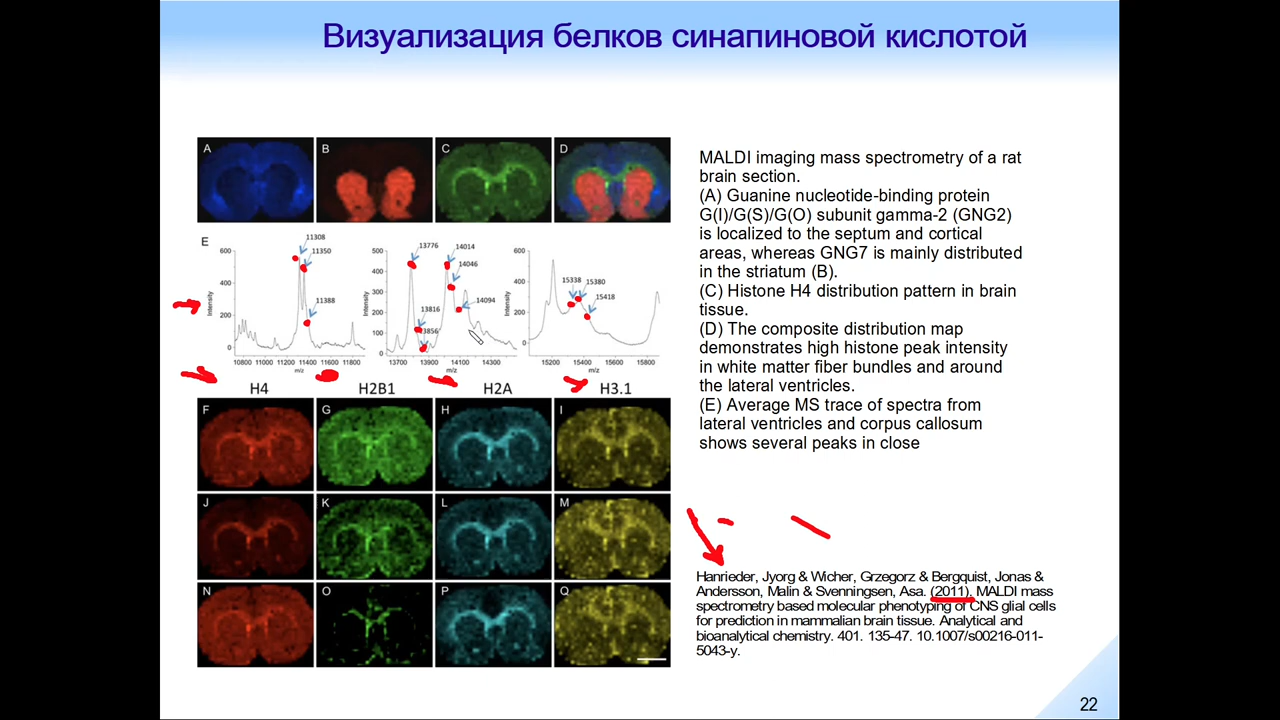 Визуализация белков синапиновой кислотой
A B C D
MALDI imaging mass spectrometry of a rat
brain section.
(A) Guanine nucleotide-binding protein
G(I)/G(S)/G(O) subunit gamma-2 (GNG2)
is localized to the septum and cortical
areas, whereas GNG7 is mainly distributed
in the striatum (B).
(C) Histone H4 distribution pattern in brain
tissue.
(D) The composite distribution map
demonstrates high histone peak intensity
in white matter fiber bundles and around
the lateral ventricles.
(E) Average MS trace of spectra from
lateral ventricles and corpus callosum
shows several peaks in close
E
600
400
200
0
Intensity
11308
11350
11388
10800 11000 11200 11400 11600 11800
m/z
500
400
300
200
100
0
Intensity
13776
13816
13856
14014
14046
14094
13700 13900 14100 14300
m/z
600
400
200
0
15338
15380
15418
15200 15400 15600 15800
m/z
H4 H2B1 H2A H3.1
F G H I
J K L M
N O P Q
Hanrieder, Jyorg & Wicher, Grzegorz & Bergquist, Jonas &
Andersson, Malin & Svenningsen, Asa. (2011). MALDI mass
spectrometry based molecular phenotyping of CNS glial cells
for prediction in mammalian brain tissue. Analytical and
bioanalytical chemistry. 401. 135-47. 10.1007/s00216-011-
5043-y.
22